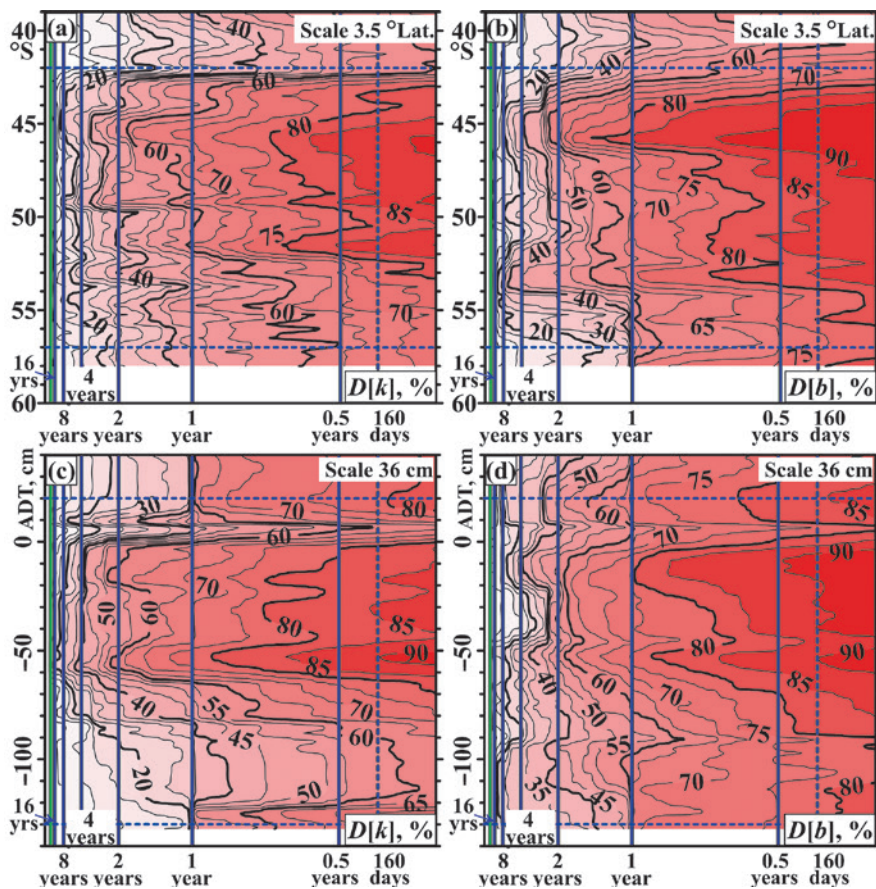 (a) Scale 3.5 °Lat.
40
°S
40
20
60
80
45
60
70
50
85
75
40
55
60
70
20
16
yrs.
4
years
D[k], %
60
8
years
2
years
1
year
0.5
years
160
days
(b) Scale 3.5 °Lat.
40
°S
20
40
60
70
80
45
90
60
50
75
85
50
70
80
40
55
40
20
30
65
75
16
yrs.
4
years
D[b], %
60
8
years
2
years
1
year
0.5
years
160
days
(c) Scale 36 cm
ADT, cm
30
70
80
0
60
70
50
60
85
80
−50
85
90
40
55
70
45
60
−100
20
50
65
16
yrs.
4
years
D[k], %
8
years
2
years
1
year
0.5
years
160
days
(d) Scale 36 cm
ADT, cm
50
75
60
85
0
70
90
−50
80
90
40
85
60
70
50
75
55
−100
35
45
70
80
16
yrs.
4
years
D[b], %
8
years
2
years
1
year
0.5
years
160
days